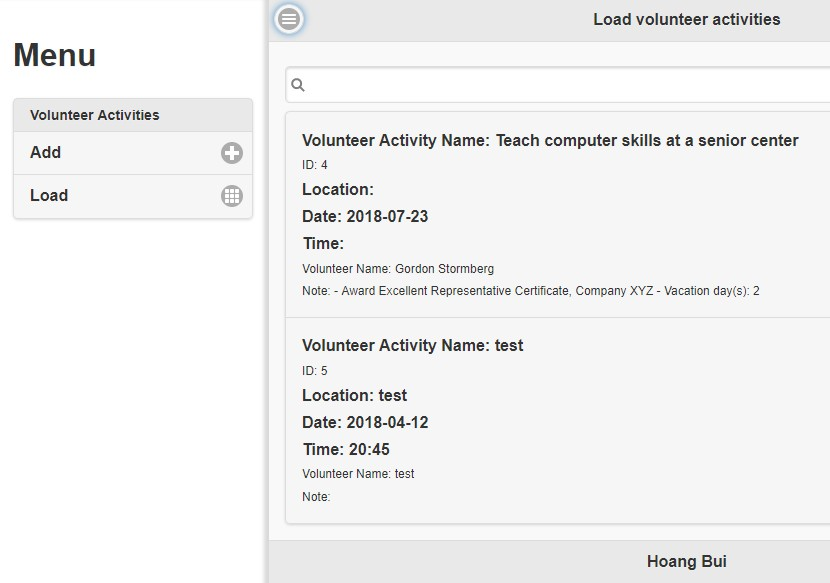 Menu
Volunteer Activities
Add
Load
Load volunteer activities
Volunteer Activity Name: Teach computer skills at a senior center
ID: 4
Location:
Date: 2018-07-23
Time:
Volunteer Name: Gordon Stormberg
Note: - Award Excellent Representative Certificate, Company XYZ - Vacation day(s): 2
Volunteer Activity Name: test
ID: 5
Location: test
Date: 2018-04-12
Time: 20:45
Volunteer Name: test
Note:
Hoang Bui